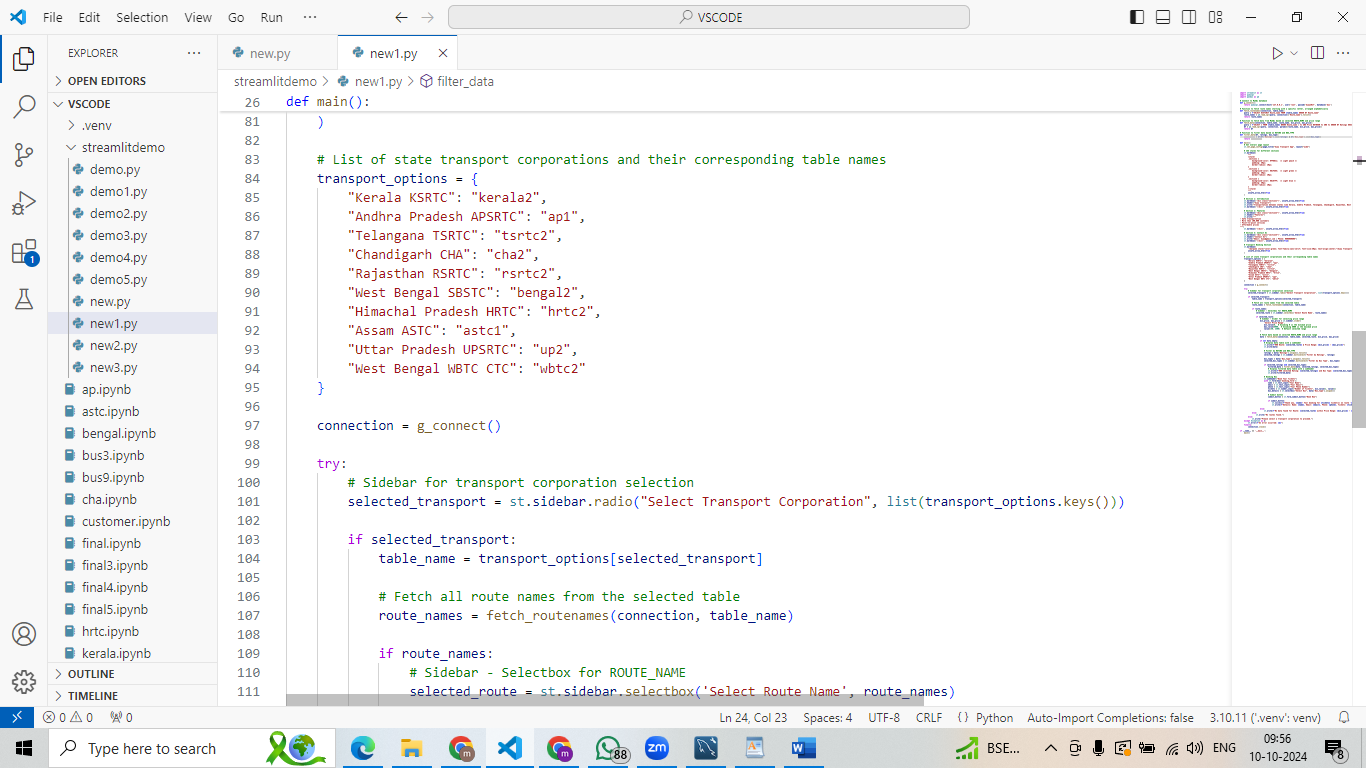 File Edit Selection View Go Run ··· VSCODE
EXPLORER ···
OPEN EDITORS
VSCODE
.venv
streamlitdemo
demo.py
demo1.py
demo2.py
demo3.py
demo4.py
demo5.py
new.py
new1.py
new2.py
new3.py
ap.ipynb
astc.ipynb
bengal.ipynb
bus3.ipynb
bus9.ipynb
cha.ipynb
customer.ipynb
final.ipynb
final3.ipynb
final4.ipynb
final5.ipynb
hrtc.ipynb
kerala.ipynb
OUTLINE
TIMELINE
1
new.py new1.py
streamlitdemo > new1.py > filter_data
26 def main():
81 )
82
83 # List of state transport corporations and their corresponding table names
84 transport_options = {
85 "Kerala KSRTC": "kerala2",
86 "Andhra Pradesh APSRTC": "ap1",
87 "Telangana TSRTC": "tsrtc2",
88 "Chandigarh CHA": "cha2",
89 "Rajasthan RSRTC": "rsrtc2",
90 "West Bengal SBSTC": "bengal2",
91 "Himachal Pradesh HRTC": "hrtc2",
92 "Assam ASTC": "astc1",
93 "Uttar Pradesh UPSRTC": "up2",
94 "West Bengal WBTC CTC": "wbtc2"
95 }
96
97 connection = g_connect()
98
99 try:
100 # Sidebar for transport corporation selection
101 selected_transport = st.sidebar.radio("Select Transport Corporation", list(transport_options.keys()))
102
103 if selected_transport:
104 table_name = transport_options[selected_transport]
105
106 # Fetch all route names from the selected table
107 route_names = fetch_routenames(connection, table_name)
108
109 if route_names:
110 # Sidebar - Selectbox for ROUTE_NAME
111 selected_route = st.sidebar.selectbox('Select Route Name', route_names)
0 0 0 Ln 24, Col 23 Spaces: 4 UTF-8 CRLF {} Python Auto-Import Completions: false 3.10.11 ('.venv': venv)
Type here to search 88 zm BSE... ENG 09:56
10-10-2024 8